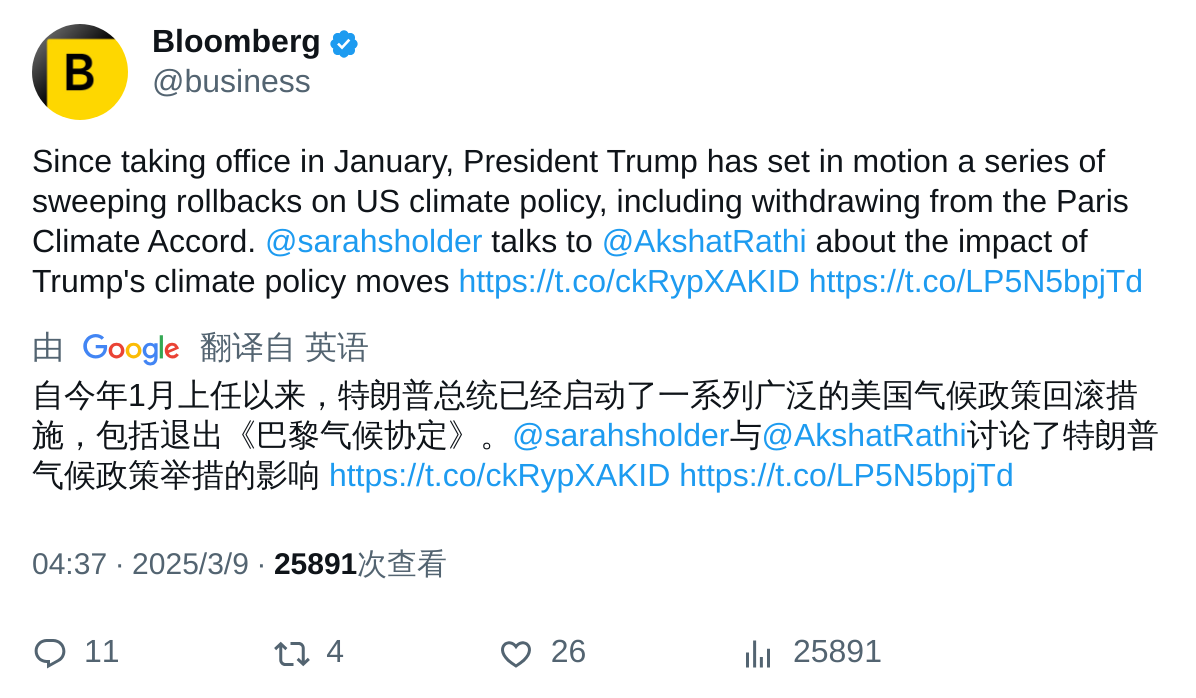 B
Bloomberg
@business
Since taking office in January, President Trump has set in motion a series of
sweeping rollbacks on US climate policy, including withdrawing from the Paris
Climate Accord. @sarahsholder talks to @AkshatRathi about the impact of
Trump's climate policy moves https://t.co/ckRypXAKID https://t.co/LP5N5bpjTd
由 Google 翻译自 英语
自今年1月上任以来，特朗普总统已经启动了一系列广泛的美国气候政策回滚措
施，包括退出《巴黎气候协定》。@sarahsholder与@AkshatRathi讨论了特朗普
气候政策举措的影响 https://t.co/ckRypXAKID https://t.co/LP5N5bpjTd
04:37 · 2025/3/9 · 25891次查看
11 4 26 25891